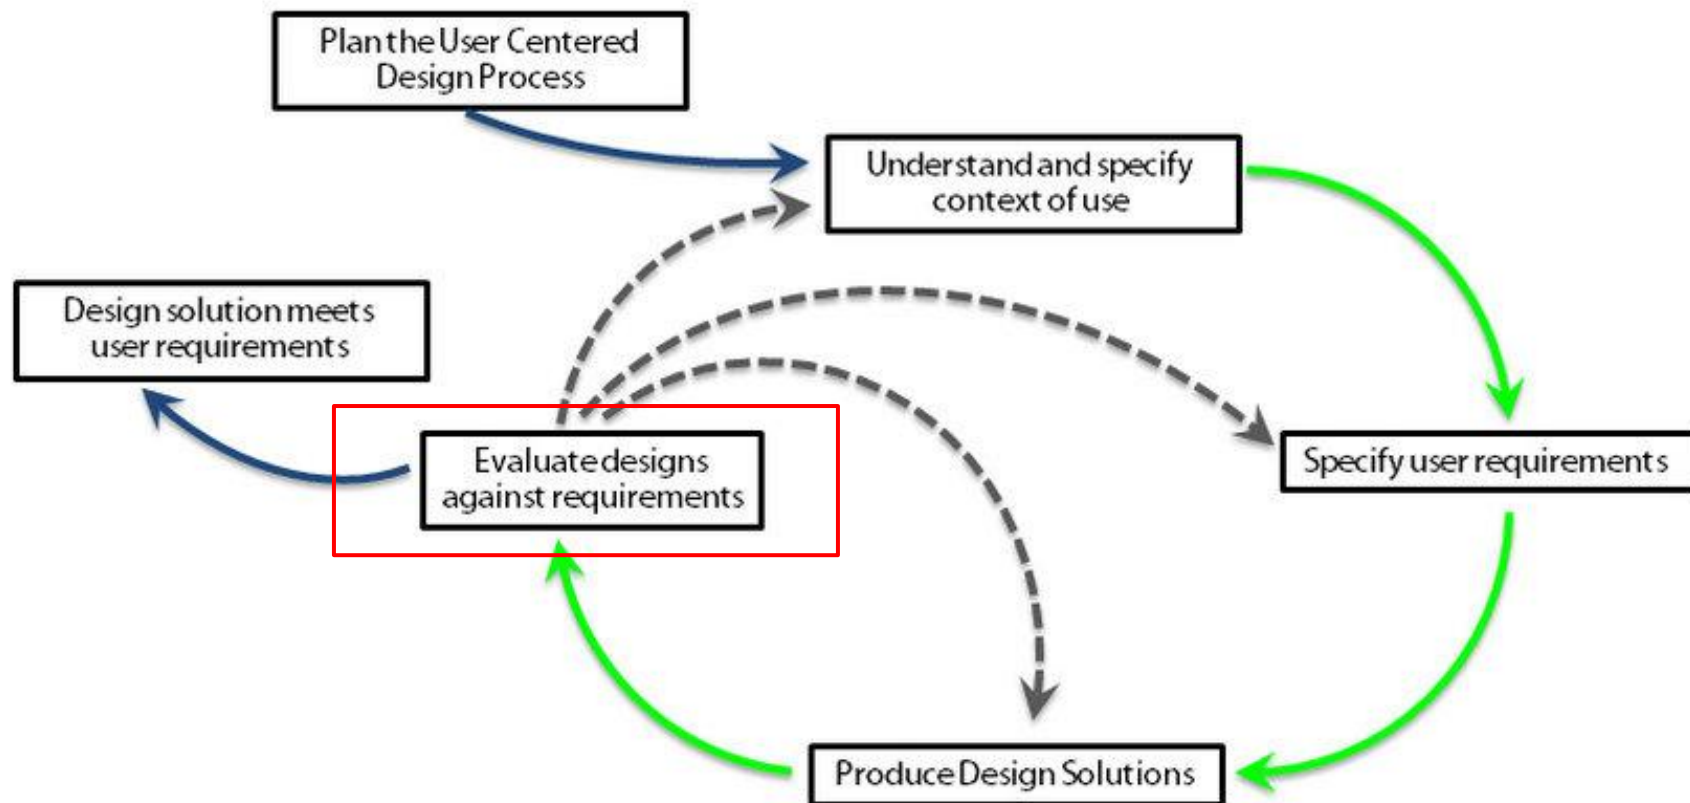 Plan the User Centered
Design Process
Understand and specify
context of use
Design solution meets
user requirements
Evaluate designs
against requirements
Specify user requirements
Produce Design Solutions